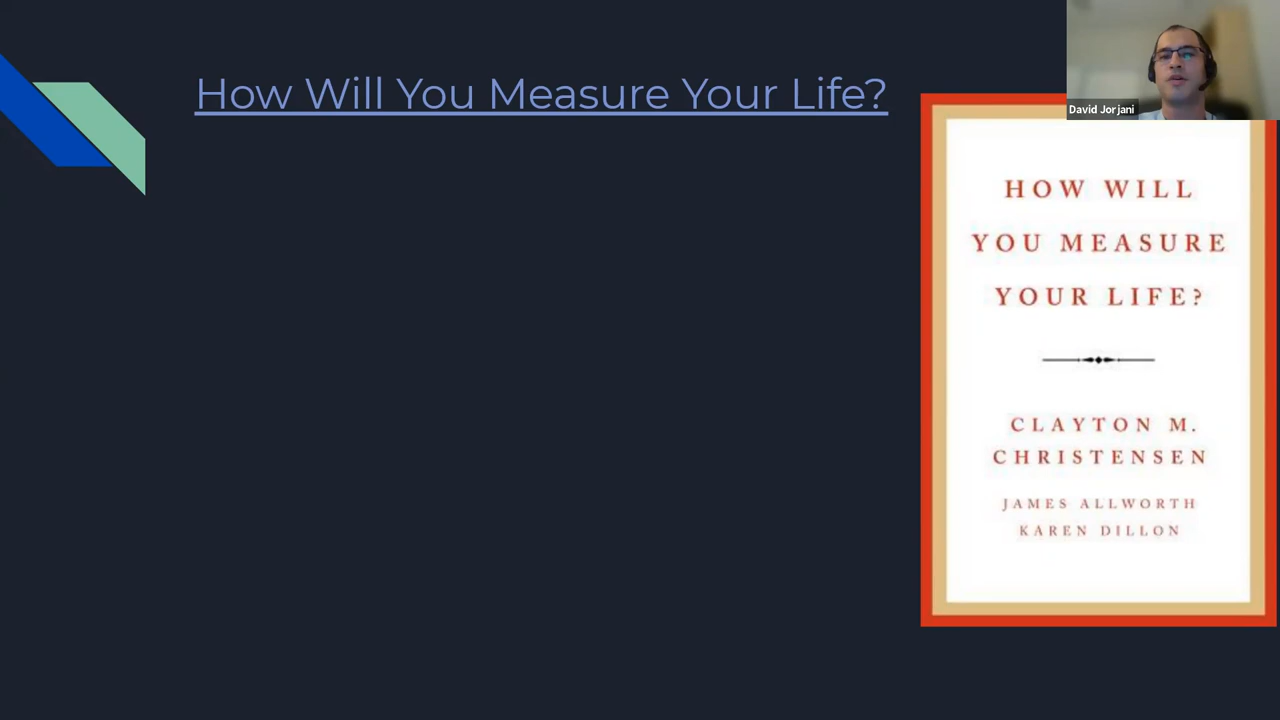 How Will You Measure Your Life?
David Jorjani
HOW WILL
YOU MEASURE
YOUR LIFE?
CLAYTON M.
CHRISTENSEN
JAMES ALLWORTH
KAREN DILLON